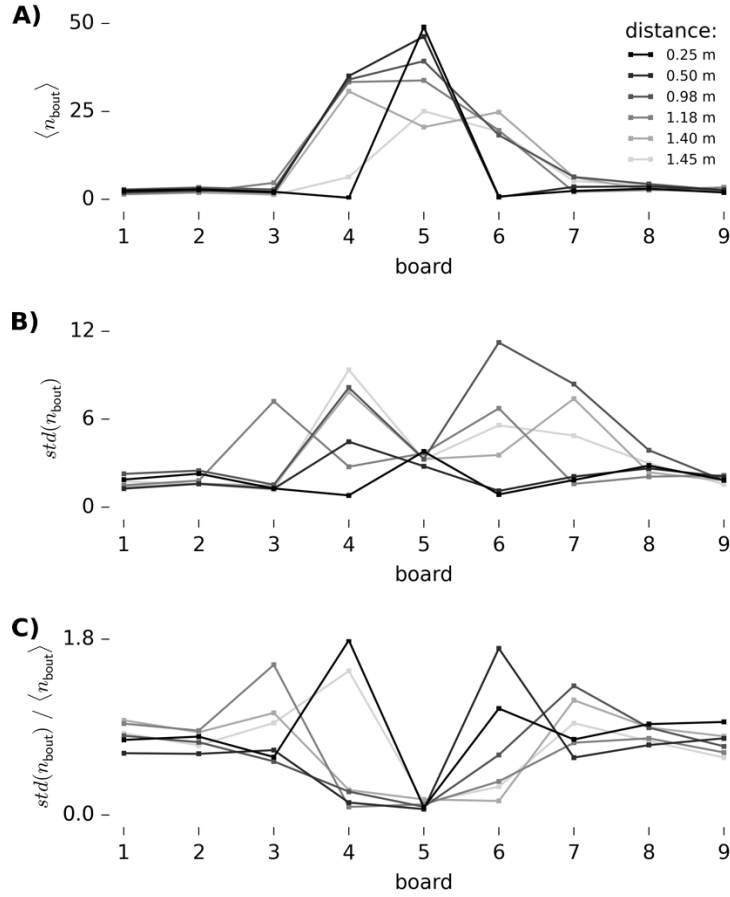 A)
50
25
0
⟨n_bout⟩
distance:
0.25 m
0.50 m
0.98 m
1.18 m
1.40 m
1.45 m
1 2 3 4 5 6 7 8 9
board
B)
12
6
0
std(n_bout)
1 2 3 4 5 6 7 8 9
board
C)
1.8
0.0
std(n_bout) / ⟨n_bout⟩
1 2 3 4 5 6 7 8 9
board